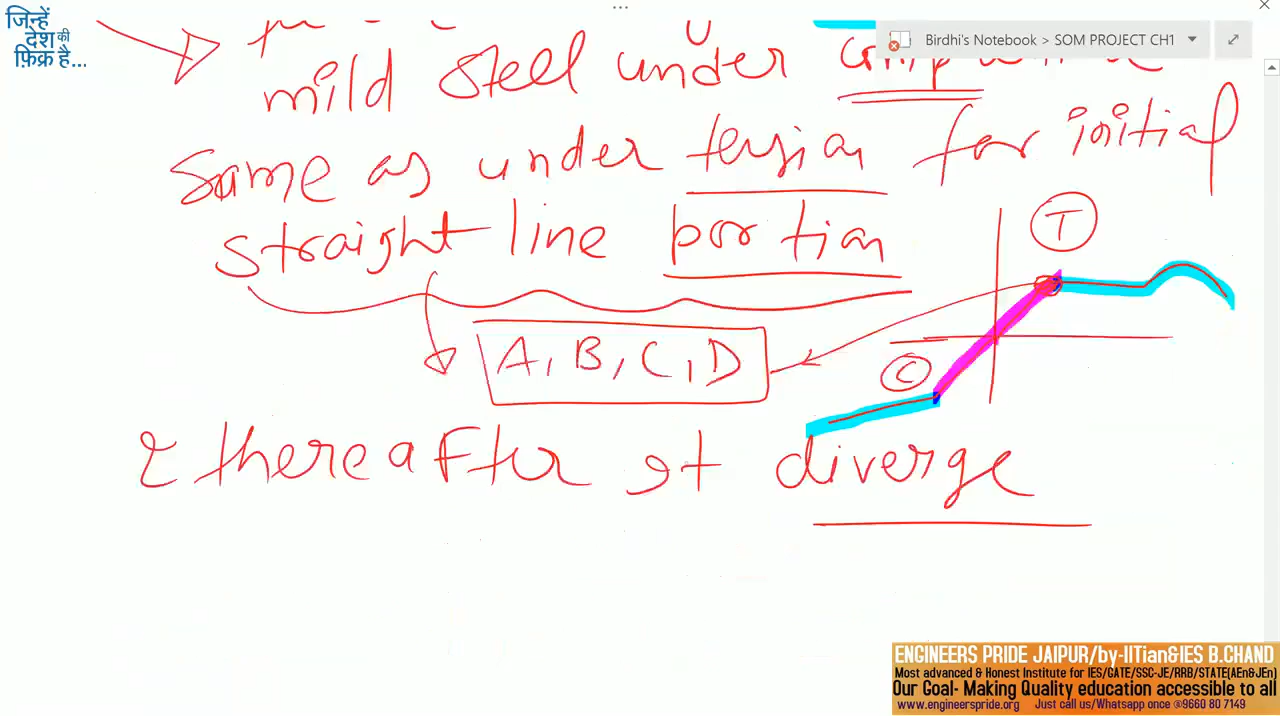 जिन्हें
देश की
फ़िक्र है...
Birdhi's Notebook > SOM PROJECT CH1
mild steel under
same as under tension for initial
straight line portion
T
A, B, C, D
C
& thereafter it diverge
ENGINEERS PRIDE JAIPUR/by-IITian&IES B.CHAND
Most advanced & Honest Institute for IES/GATE/SSC-JE/RRB/STATE(AEn&JEn)
Our Goal- Making Quality education accessible to all
www.engineerspride.org Just call us/Whatsapp once @9660 80 7149